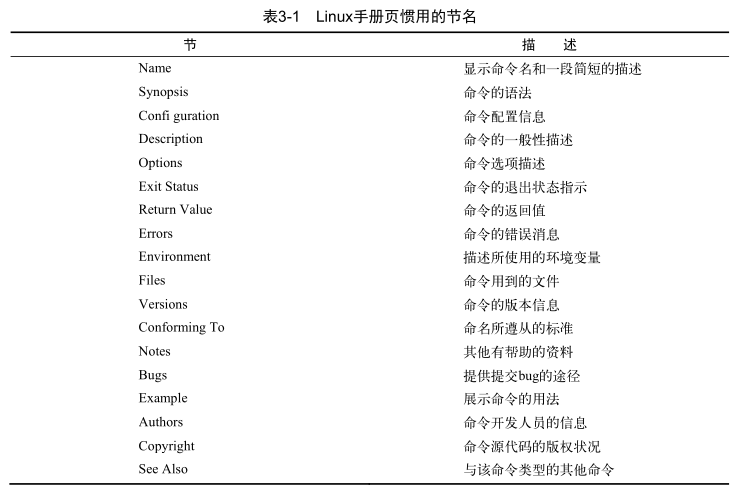 表3-1 Linux手册页惯用的节名
节 描 述
Name 显示命令名和一段简短的描述
Synopsis 命令的语法
Confi guration 命令配置信息
Description 命令的一般性描述
Options 命令选项描述
Exit Status 命令的退出状态指示
Return Value 命令的返回值
Errors 命令的错误消息
Environment 描述所使用的环境变量
Files 命令用到的文件
Versions 命令的版本信息
Conforming To 命名所遵从的标准
Notes 其他有帮助的资料
Bugs 提供提交bug的途径
Example 展示命令的用法
Authors 命令开发人员的信息
Copyright 命令源代码的版权状况
See Also 与该命令类型的其他命令